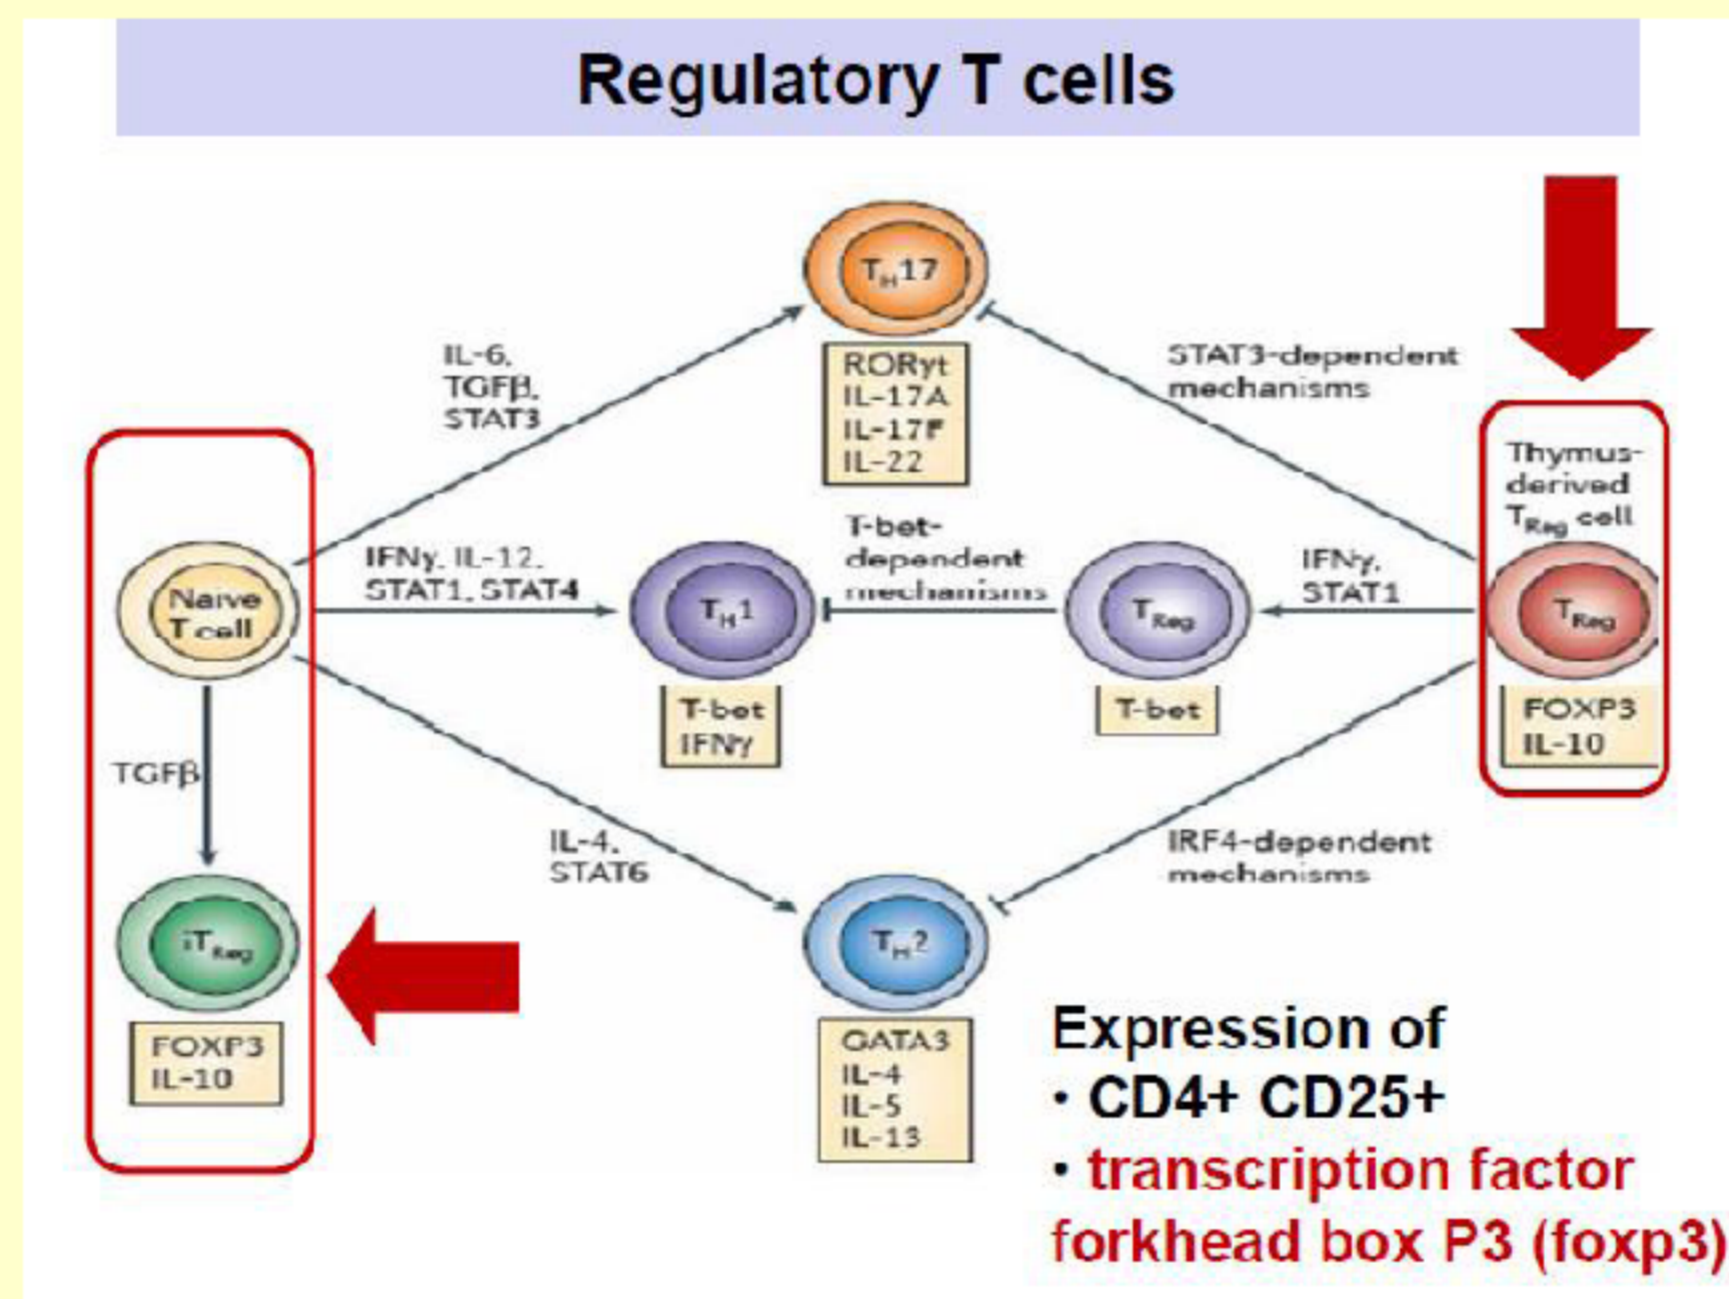 Regulatory T cells
TH17
IL-6,
TGFβ,
STAT3
RORγt
IL-17A
IL-17F
IL-22
STAT3-dependent
mechanisms
Thymus-
derived
TReg cell
Naive
T cell
IFNγ, IL-12,
STAT1, STAT4
TH1
T-bet-
dependent
mechanisms
TReg
IFNγ,
STAT1
TReg
T-bet
IFNγ
T-bet
FOXP3
IL-10
TGFβ
IL-4,
STAT6
IRF4-dependent
mechanisms
iTReg
TH2
FOXP3
IL-10
GATA3
IL-4
IL-5
IL-13
Expression of
• CD4+ CD25+
• transcription factor
forkhead box P3 (foxp3)